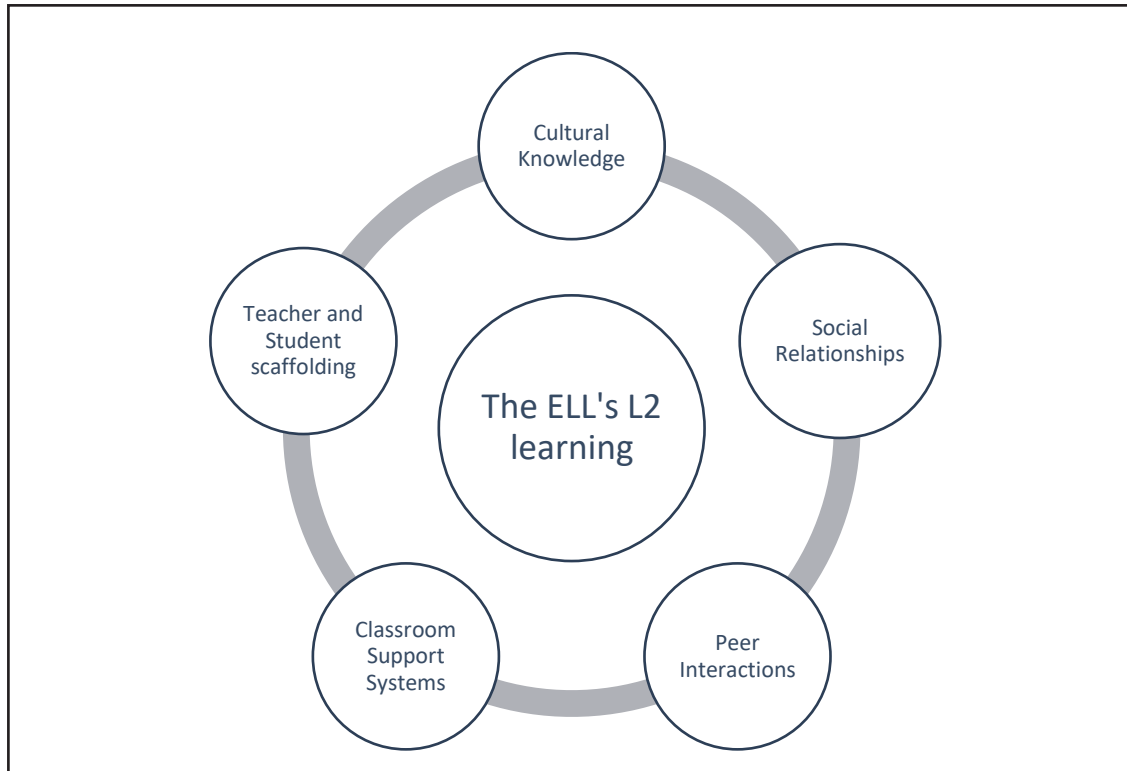 Cultural
Knowledge
Social
Relationships
Peer
Interactions
Classroom
Support
Systems
Teacher and
Student
scaffolding
The ELL's L2
learning